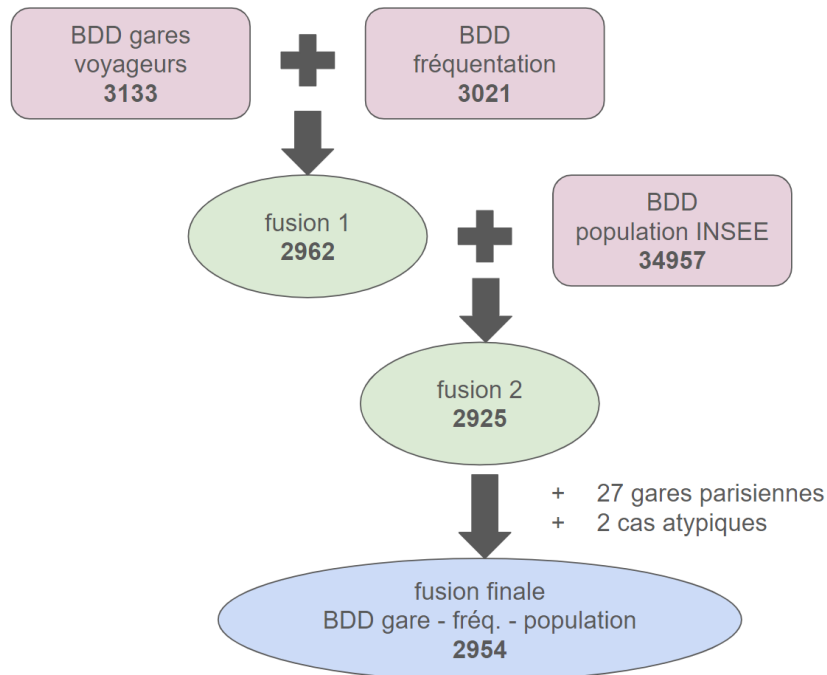 BDD gares
voyageurs
3133
BDD
fréquentation
3021
fusion 1
2962
BDD
population INSEE
34957
fusion 2
2925
+ 27 gares parisiennes
+ 2 cas atypiques
fusion finale
BDD gare - fréq. - population
2954